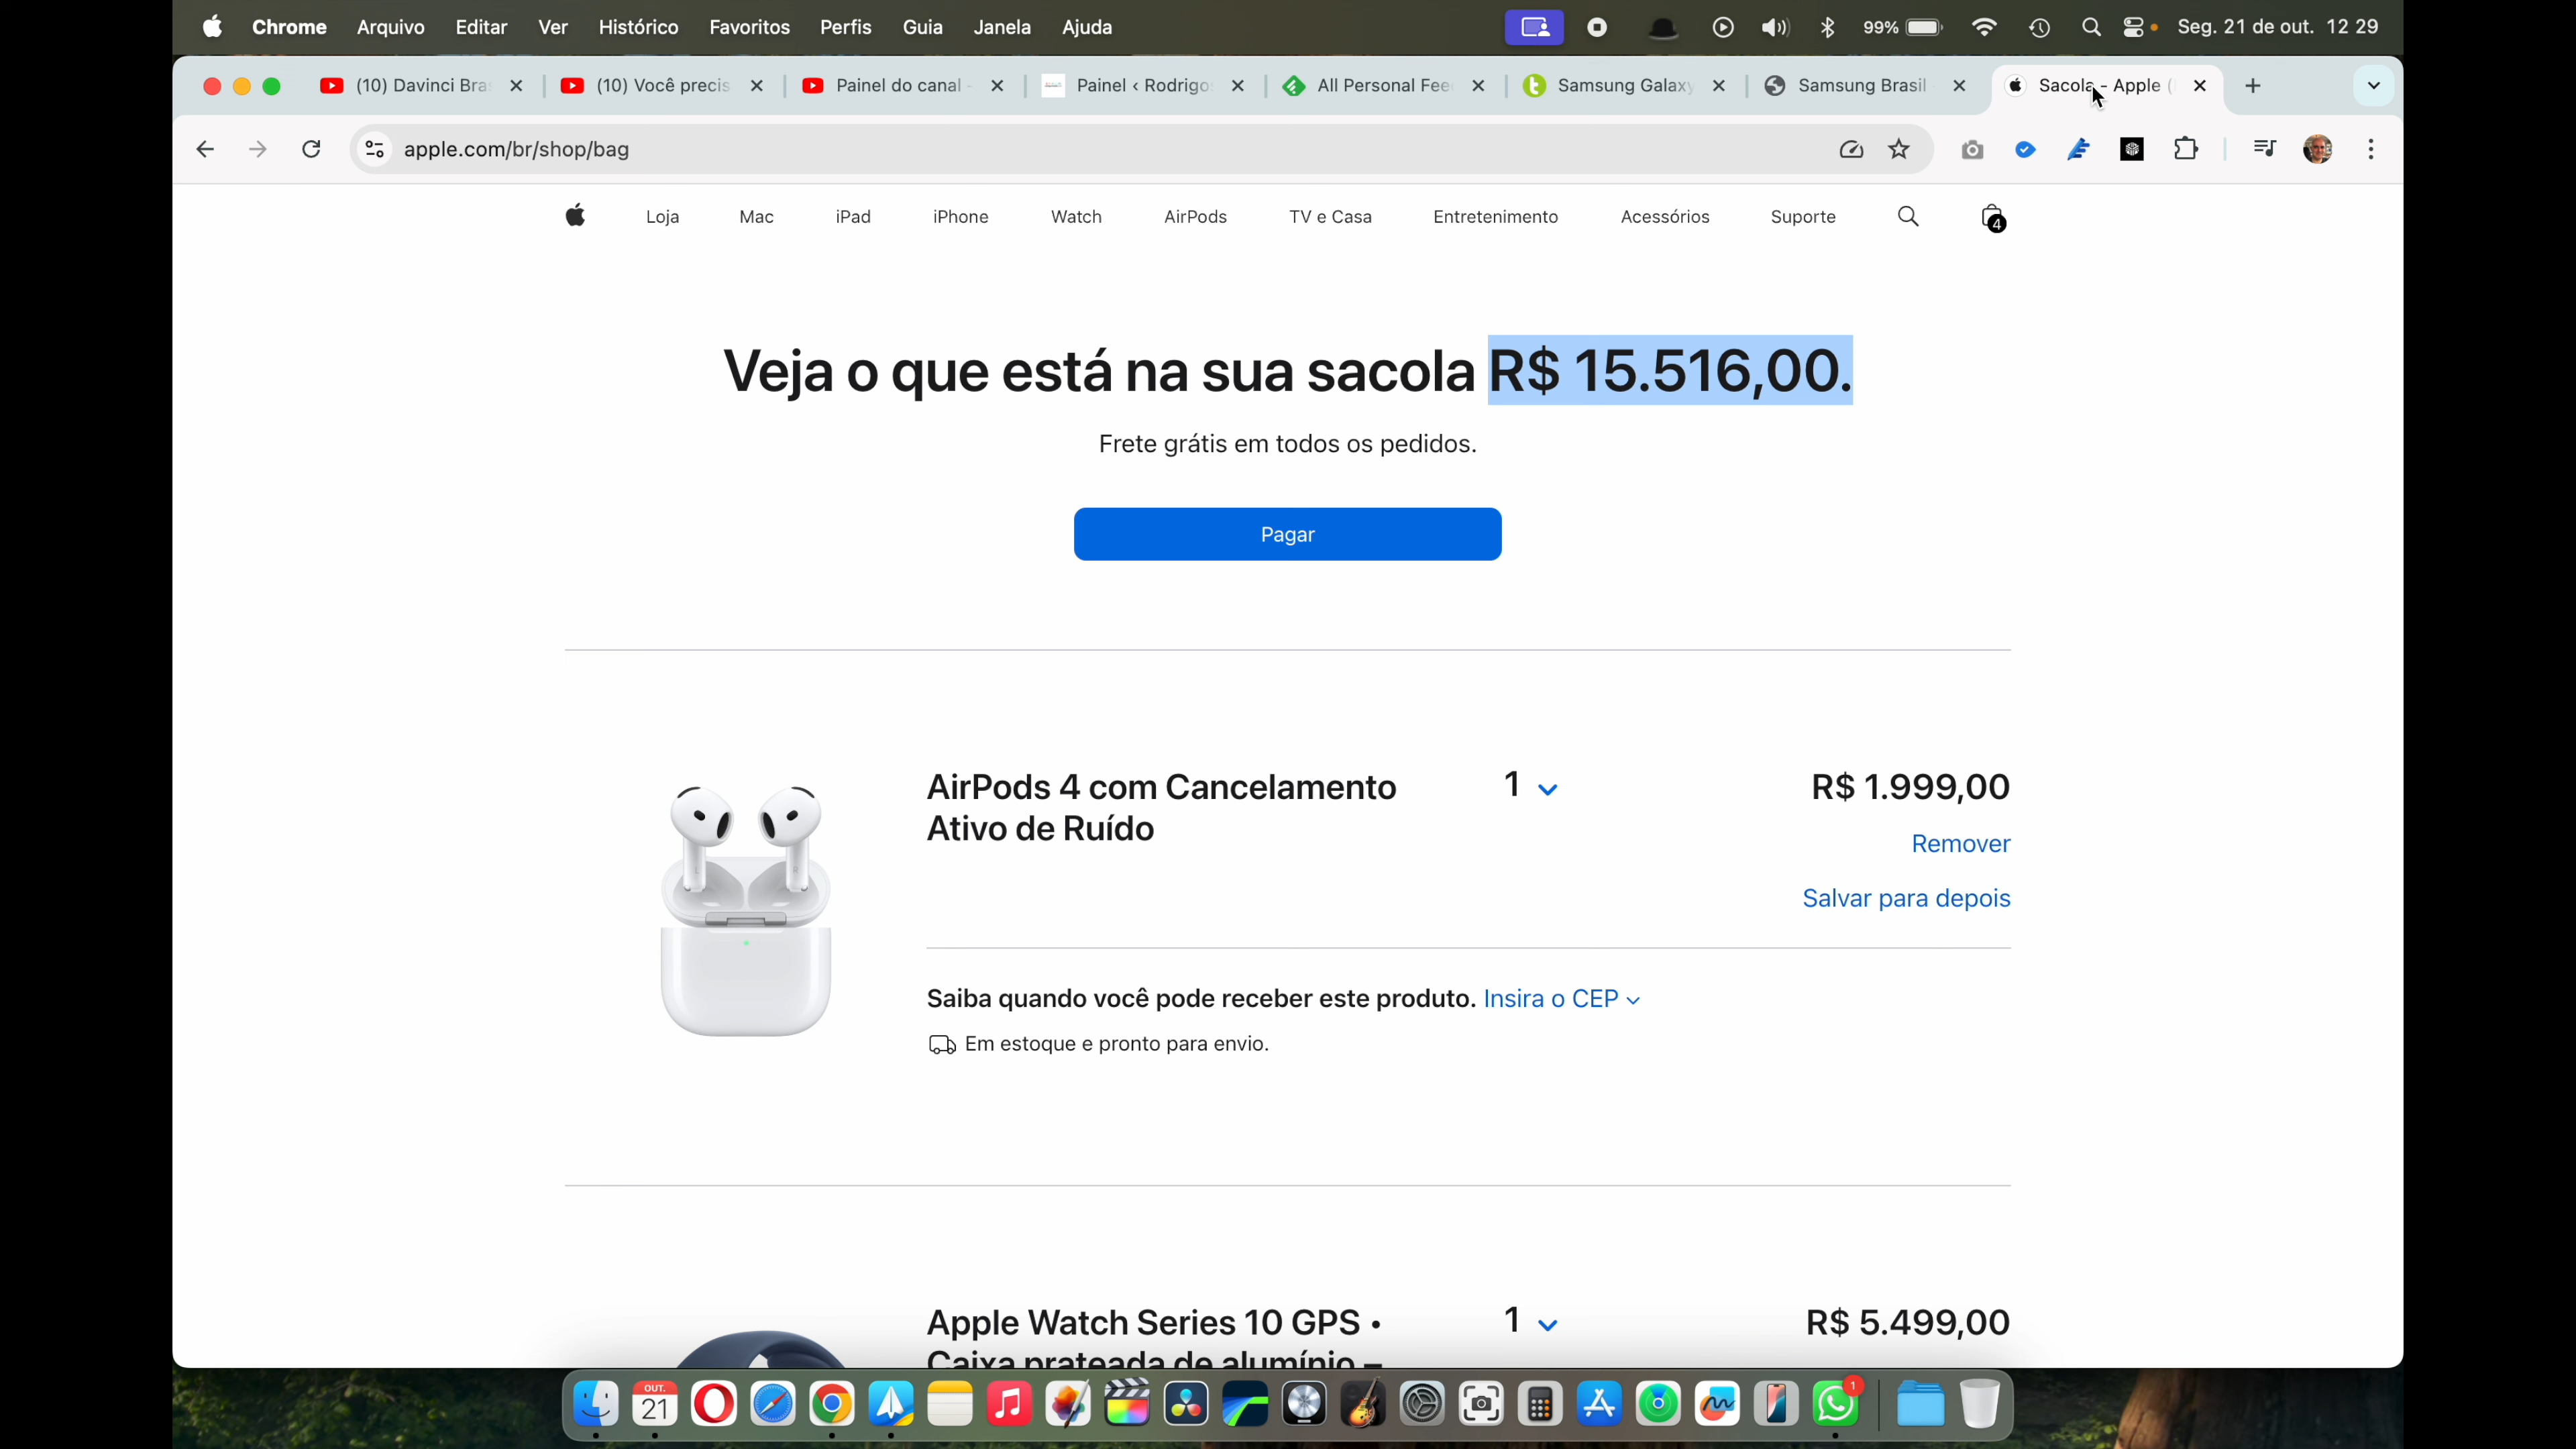 Chrome Arquivo Editar Ver Histórico Favoritos Perfis Guia Janela Ajuda 99% Seg. 21 de out. 12 29
(10) Davinci Bra (10) Você precis Painel do canal - Painel ‹ Rodrigo All Personal Fee Samsung Galaxy Samsung Brasil Sacola - Apple (
apple.com/br/shop/bag
Loja Mac iPad iPhone Watch AirPods TV e Casa Entretenimento Acessórios Suporte 4
Veja o que está na sua sacola R$ 15.516,00.
Frete grátis em todos os pedidos.
Pagar
AirPods 4 com Cancelamento 1 R$ 1.999,00
Ativo de Ruído
Remover
Salvar para depois
Saiba quando você pode receber este produto. Insira o CEP
Em estoque e pronto para envio.
Apple Watch Series 10 GPS • 1 R$ 5.499,00
Caixa prateada de alumínio –
OUT. 1
21